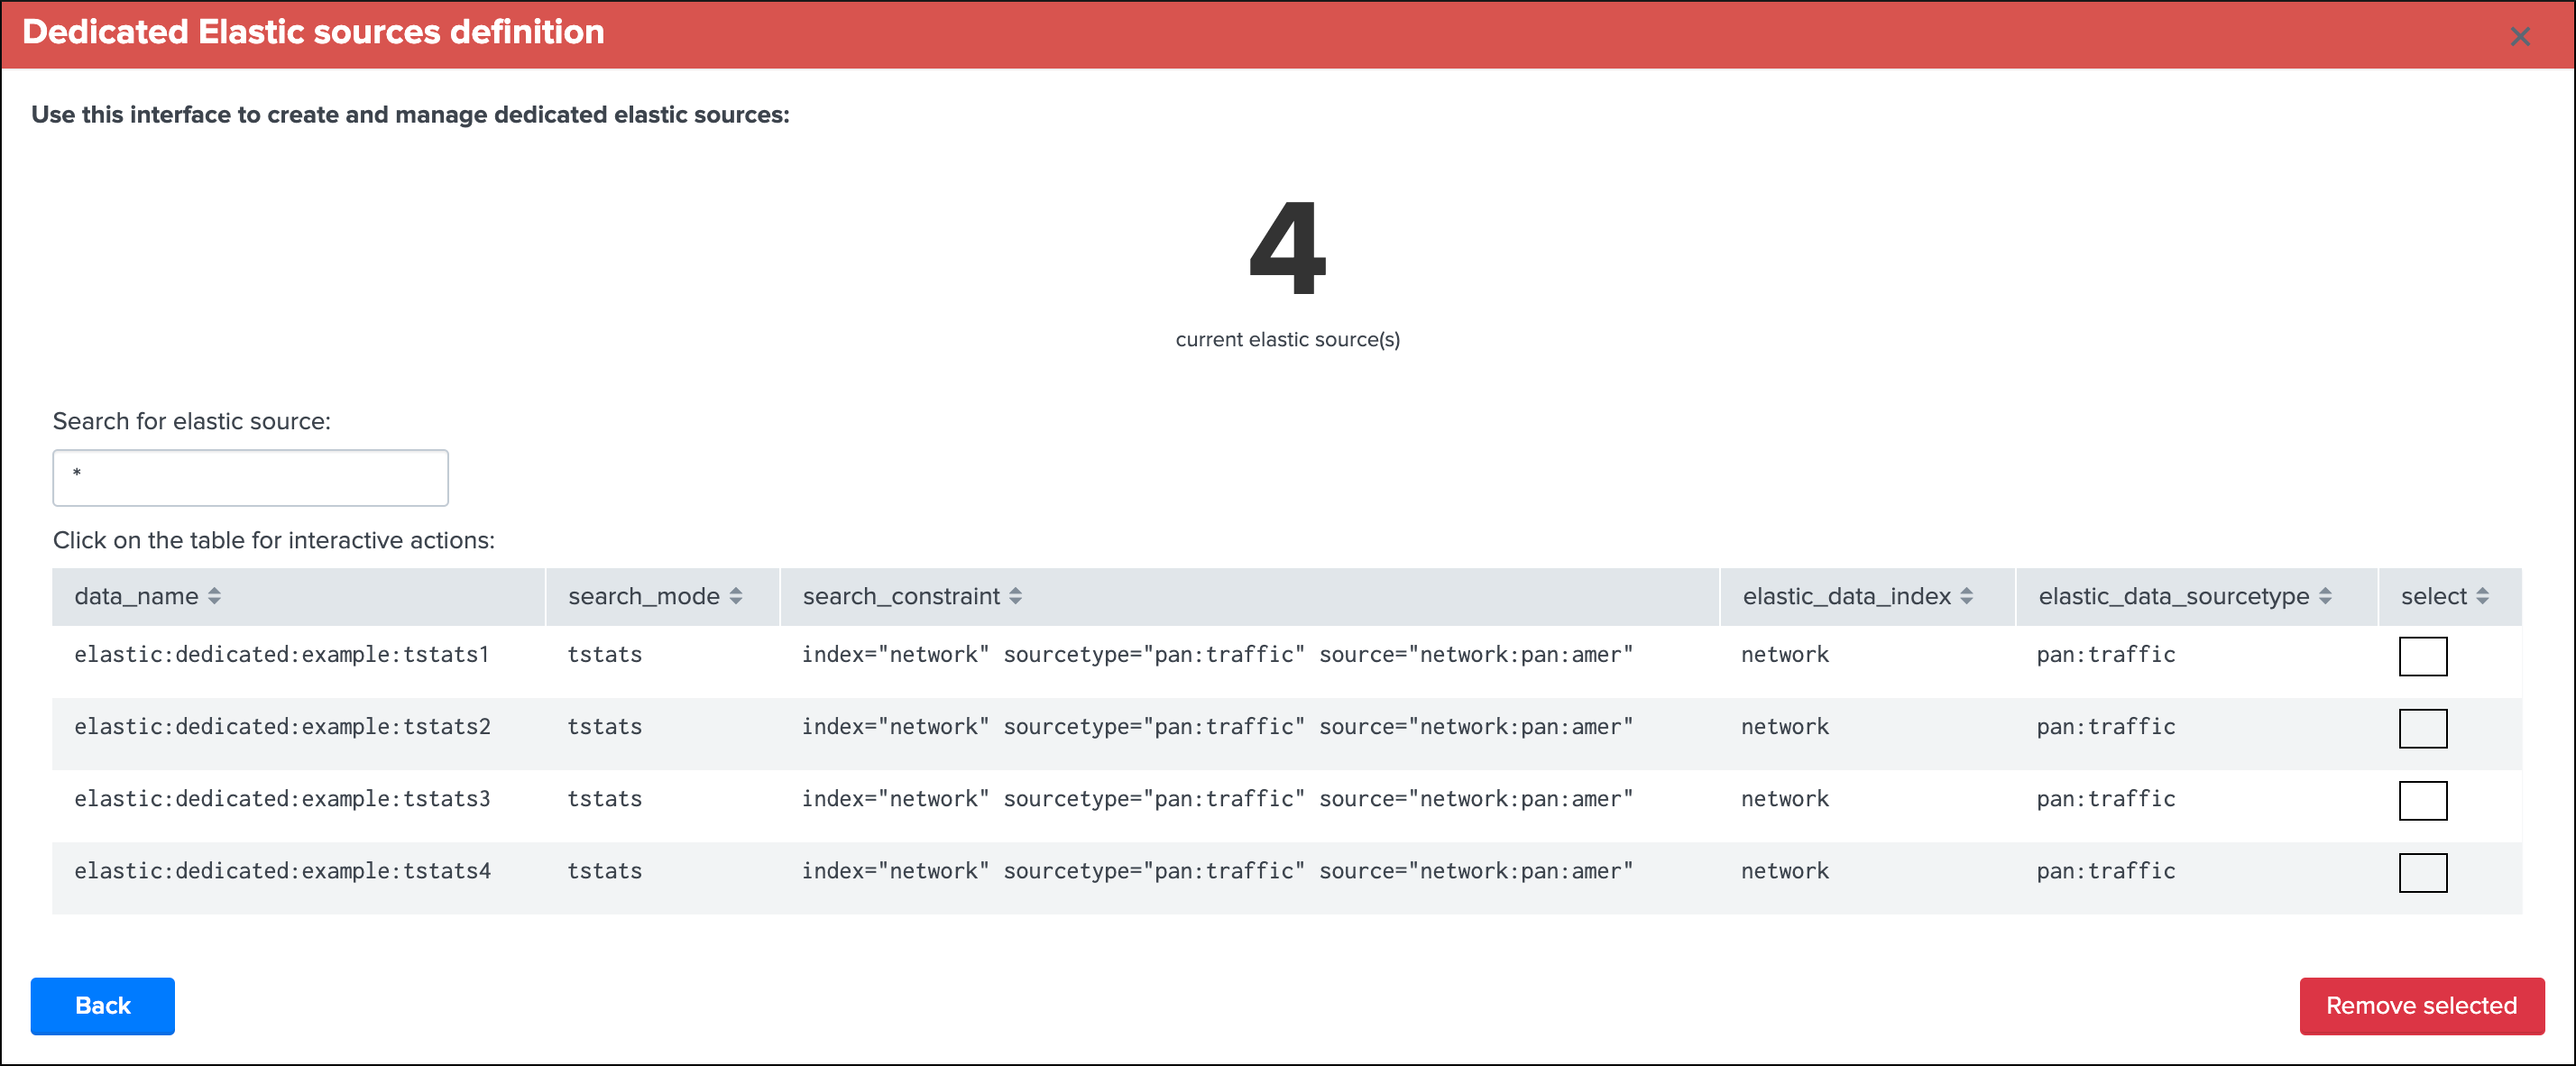 Dedicated Elastic sources definition
Use this interface to create and manage dedicated elastic sources:
4
current elastic source(s)
Search for elastic source:
*
Click on the table for interactive actions:
data_name search_mode search_constraint elastic_data_index elastic_data_sourcetype select
elastic:dedicated:example:tstats1 tstats index="network" sourcetype="pan:traffic" source="network:pan:amer" network pan:traffic
elastic:dedicated:example:tstats2 tstats index="network" sourcetype="pan:traffic" source="network:pan:amer" network pan:traffic
elastic:dedicated:example:tstats3 tstats index="network" sourcetype="pan:traffic" source="network:pan:amer" network pan:traffic
elastic:dedicated:example:tstats4 tstats index="network" sourcetype="pan:traffic" source="network:pan:amer" network pan:traffic
Back Remove selected